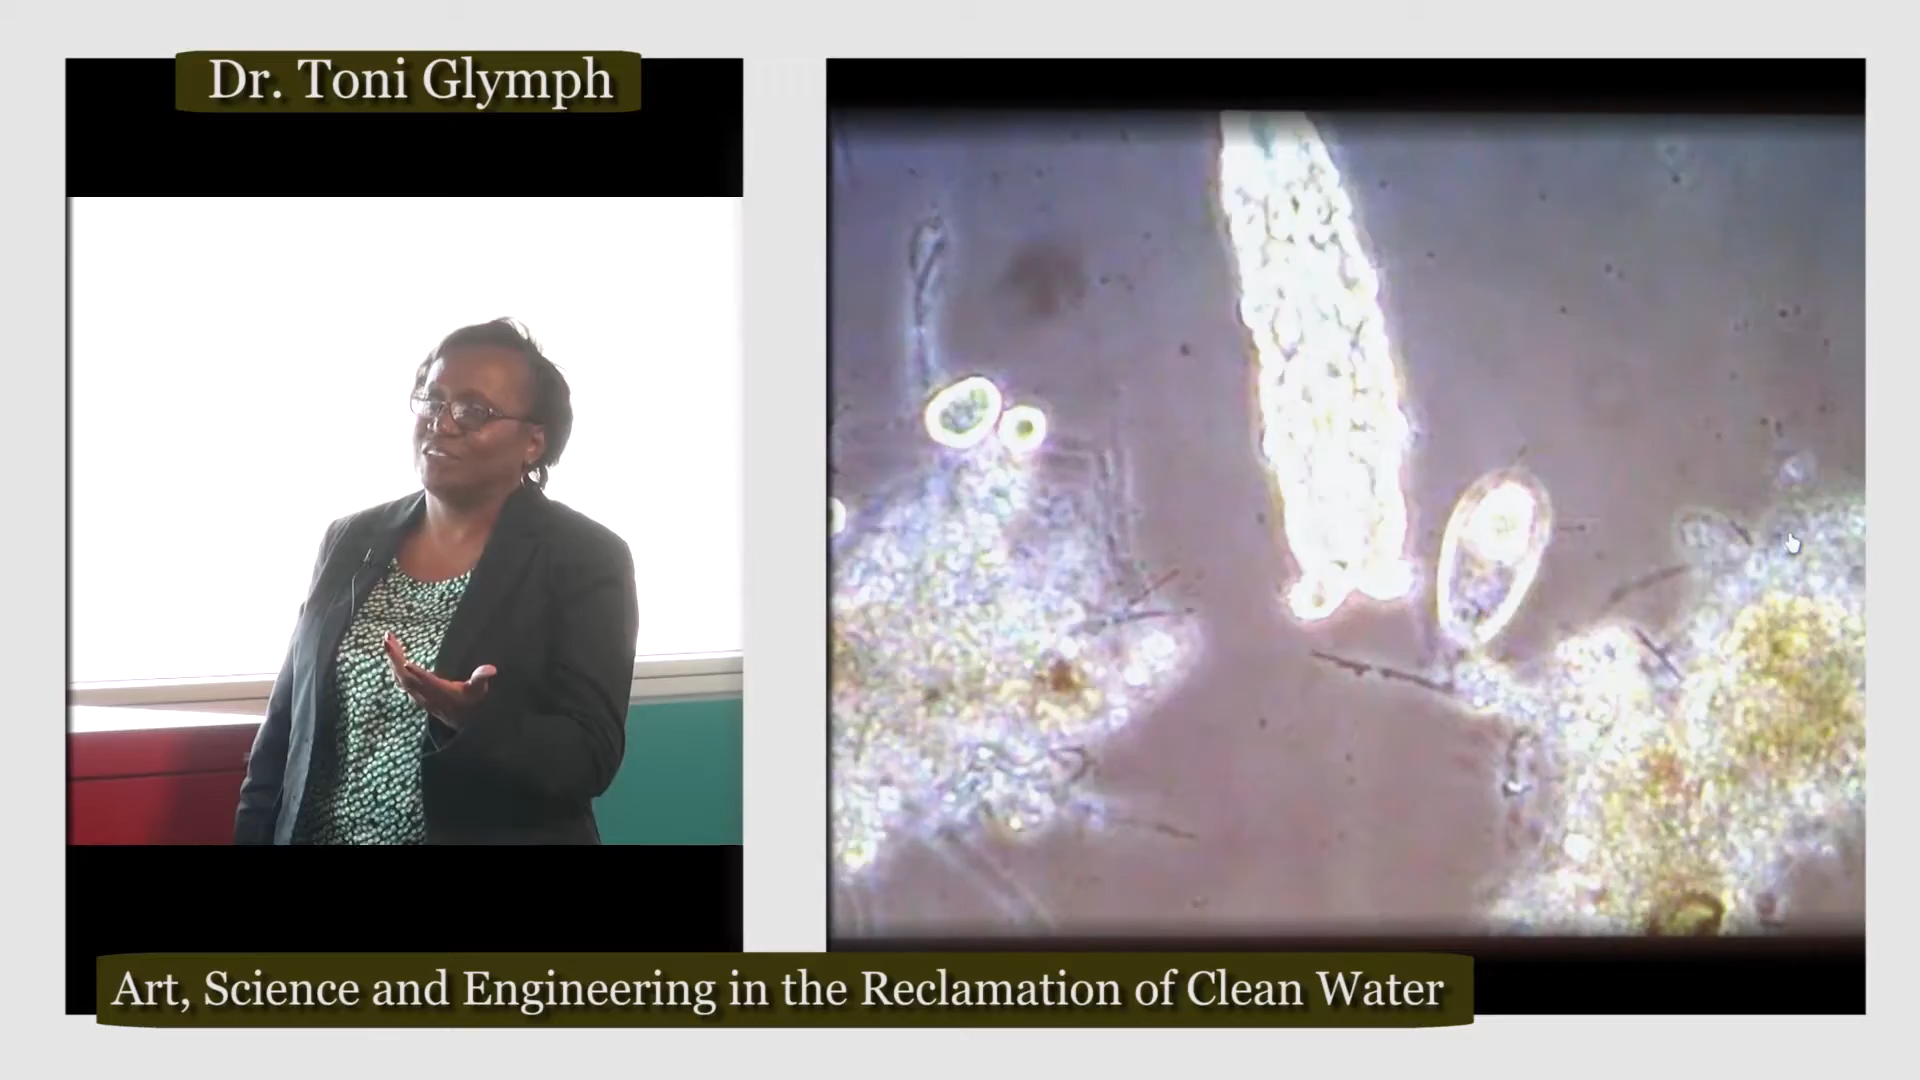 Dr. Toni Glymph
Art, Science and Engineering in the Reclamation of Clean Water